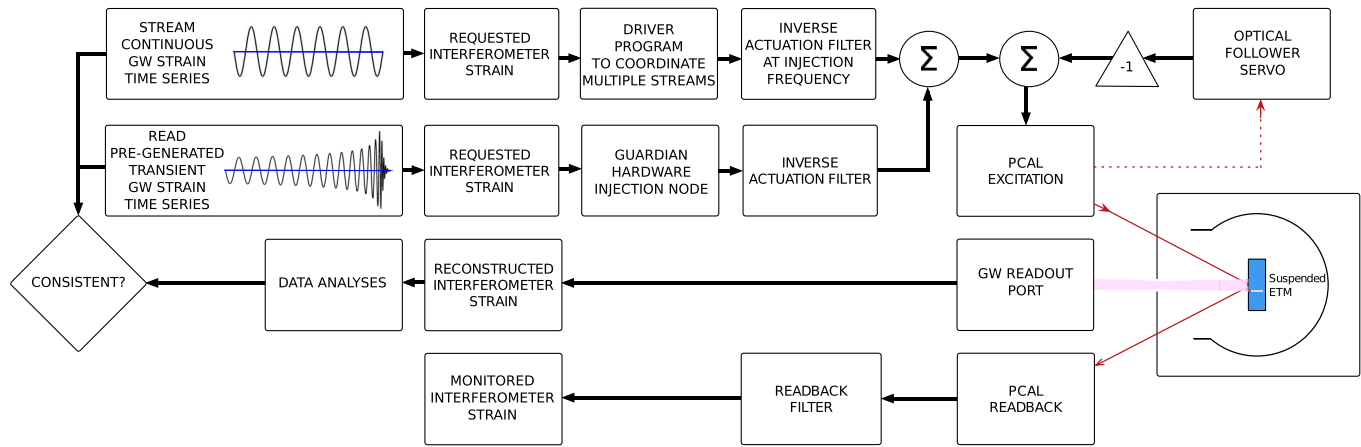 STREAM
CONTINUOUS
GW STRAIN
TIME SERIES
REQUESTED
INTERFEROMETER
STRAIN
DRIVER
PROGRAM
TO COORDINATE
MULTIPLE STREAMS
INVERSE
ACTUATION FILTER
AT INJECTION
FREQUENCY
Σ
Σ
-1
OPTICAL
FOLLOWER
SERVO
READ
PRE-GENERATED
TRANSIENT
GW STRAIN
TIME SERIES
REQUESTED
INTERFEROMETER
STRAIN
GUARDIAN
HARDWARE
INJECTION NODE
INVERSE
ACTUATION FILTER
PCAL
EXCITATION
CONSISTENT?
DATA ANALYSES
RECONSTRUCTED
INTERFEROMETER
STRAIN
GW READOUT
PORT
Suspended
ETM
MONITORED
INTERFEROMETER
STRAIN
READBACK
FILTER
PCAL
READBACK